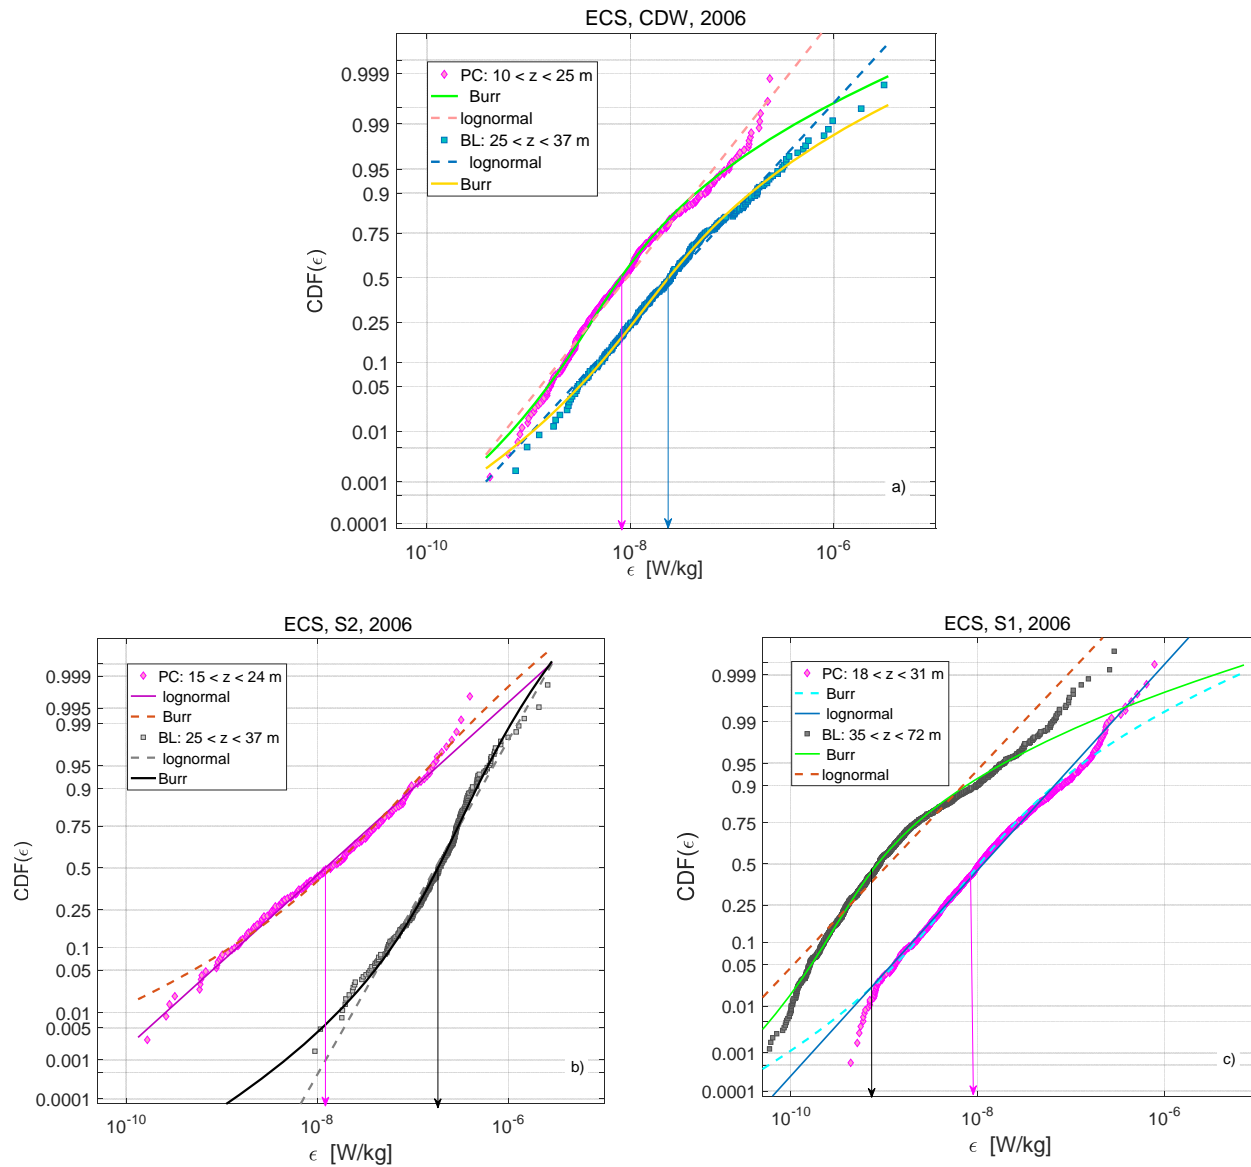 ECS, CDW, 2006
0.999
0.99
0.95
0.9
0.75
0.5
0.25
0.1
0.05
0.01
0.001
0.0001
CDF(ϵ)
PC: 10 < z < 25 m
Burr
lognormal
BL: 25 < z < 37 m
lognormal
Burr
a)
10^-10 10^-8 10^-6
ϵ [W/kg]
ECS, S2, 2006
0.999
0.995
0.99
0.95
0.9
0.75
0.5
0.25
0.1
0.05
0.01
0.005
0.001
0.0001
CDF(ϵ)
PC: 15 < z < 24 m
lognormal
Burr
BL: 25 < z < 37 m
lognormal
Burr
b)
10^-10 10^-8 10^-6
ϵ [W/kg]
ECS, S1, 2006
0.999
0.99
0.95
0.9
0.75
0.5
0.25
0.1
0.05
0.01
0.001
0.0001
CDF(ϵ)
PC: 18 < z < 31 m
Burr
lognormal
BL: 35 < z < 72 m
Burr
lognormal
c)
10^-10 10^-8 10^-6
ϵ [W/kg]